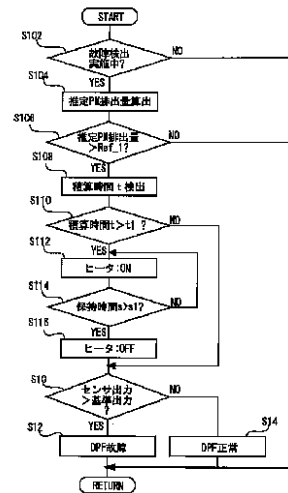 START
S102
故障検出
実施中?
NO
YES
S104
推定PM排出量算出
S106
推定PM排出量
>Ref_1?
NO
YES
S108
積算時間 t 検出
S110
積算時間t>t1 ?
NO
YES
S112
ヒータ:ON
S114
保持時間s>s1?
NO
YES
S116
ヒータ:OFF
S10
センサ出力
>基準出力
?
NO
YES
S12
DPF故障
S14
DPF正常
RETURN